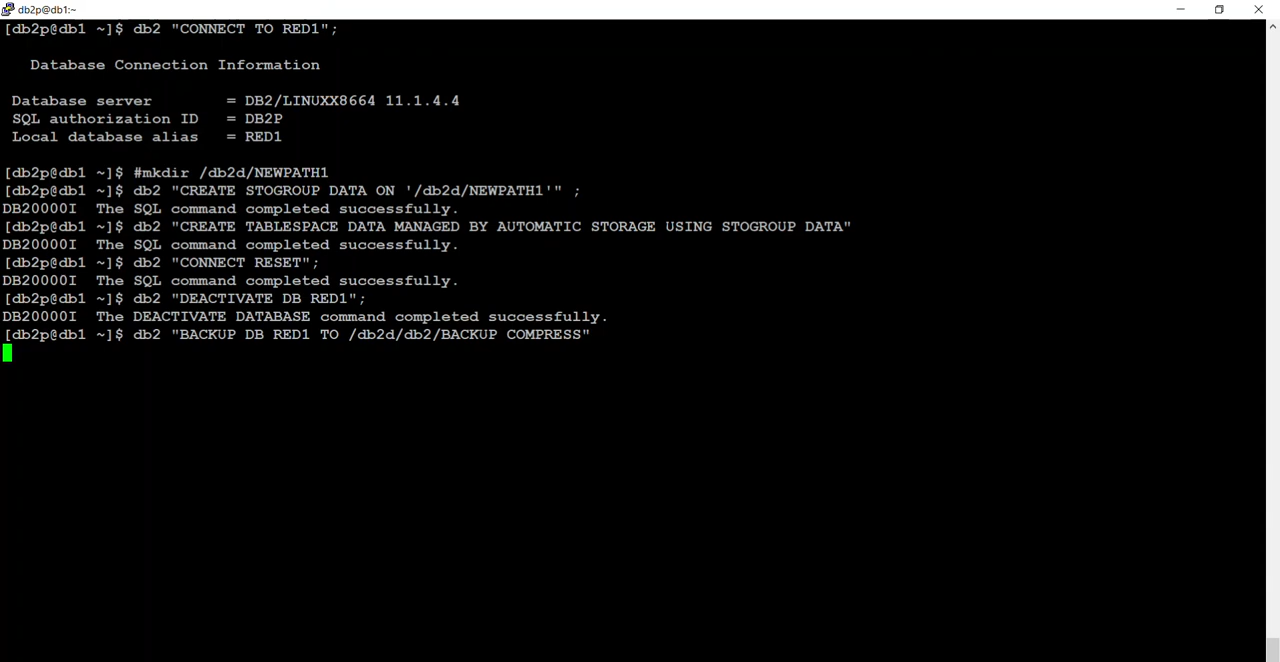 db2p@db1:~
[db2p@db1 ~]$ db2 "CONNECT TO RED1";
Database Connection Information
Database server = DB2/LINUXX8664 11.1.4.4
SQL authorization ID = DB2P
Local database alias = RED1
[db2p@db1 ~]$ #mkdir /db2d/NEWPATH1
[db2p@db1 ~]$ db2 "CREATE STOGROUP DATA ON '/db2d/NEWPATH1'" ;
DB20000I The SQL command completed successfully.
[db2p@db1 ~]$ db2 "CREATE TABLESPACE DATA MANAGED BY AUTOMATIC STORAGE USING STOGROUP DATA"
DB20000I The SQL command completed successfully.
[db2p@db1 ~]$ db2 "CONNECT RESET";
DB20000I The SQL command completed successfully.
[db2p@db1 ~]$ db2 "DEACTIVATE DB RED1";
DB20000I The DEACTIVATE DATABASE command completed successfully.
[db2p@db1 ~]$ db2 "BACKUP DB RED1 TO /db2d/db2/BACKUP COMPRESS"